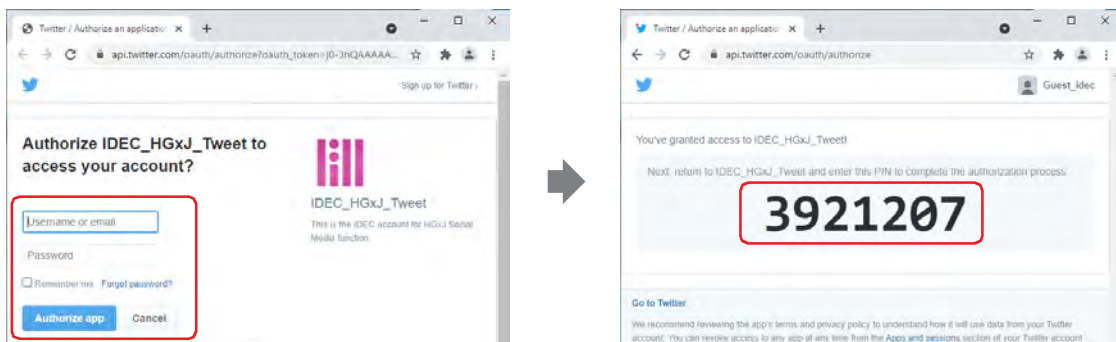 Twitter / Authorize an applicatio
api.twitter.com/oauth/authorize?oauth_token=j0-3nQAAAAA...
Sign up for Twitter ›
Authorize IDEC_HGxJ_Tweet to
access your account?
Username or email
Password
Remember me Forgot password?
Authorize app Cancel
IDEC_HGxJ_Tweet
This is the IDEC account for HGxJ Social
Media function.
Twitter / Authorize an applicatio
api.twitter.com/oauth/authorize
Guest_idec
You've granted access to IDEC_HGxJ_Tweet!
Next, return to IDEC_HGxJ_Tweet and enter this PIN to complete the authorization process:
3921207
Go to Twitter
We recommend reviewing the app's terms and privacy policy to understand how it will use data from your Twitter
account. You can revoke access to any app at any time from the Apps and sessions section of your Twitter account